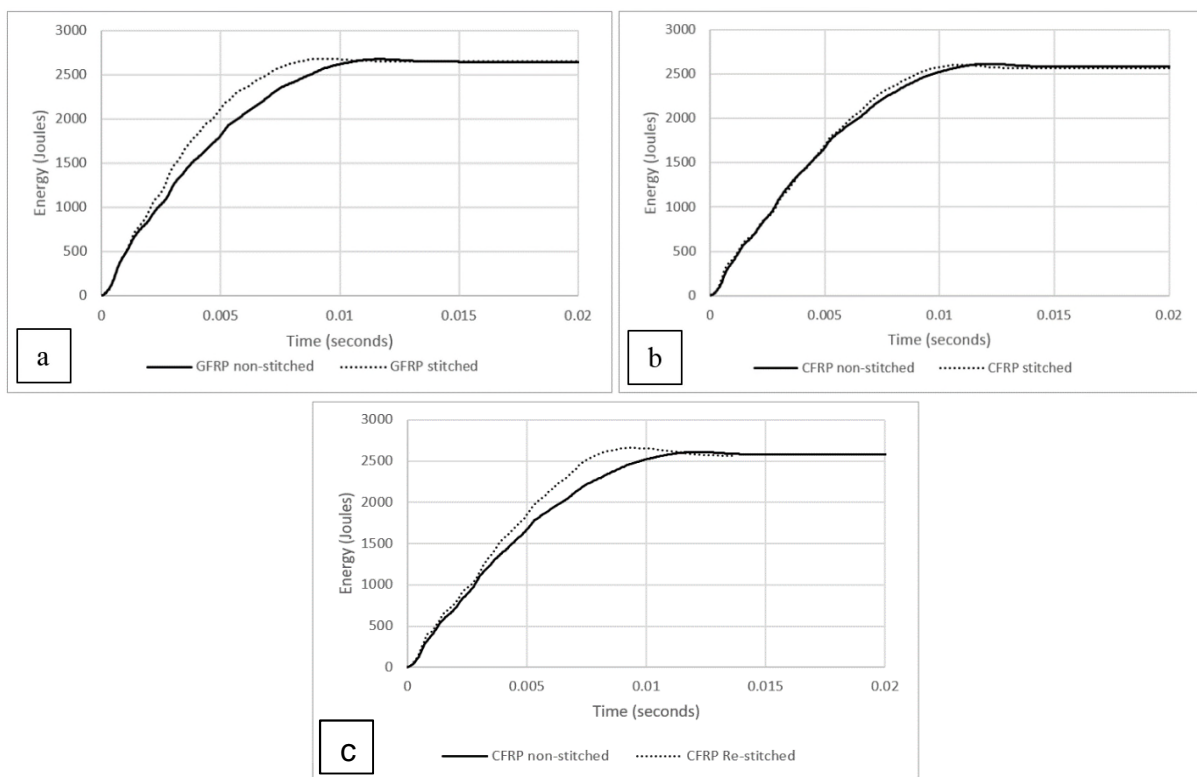 3000
2500
2000
1500
1000
500
0
Energy (Joules)
0 0.005 0.01 0.015 0.02
Time (seconds)
GFRP non-stitched GFRP stitched
a
3000
2500
2000
1500
1000
500
0
Energy (Joules)
0 0.005 0.01 0.015 0.02
Time (seconds)
CFRP non-stitched CFRP stitched
b
3000
2500
2000
1500
1000
500
0
Energy (Joules)
0 0.005 0.01 0.015 0.02
Time (seconds)
CFRP non-stitched CFRP Re-stitched
c